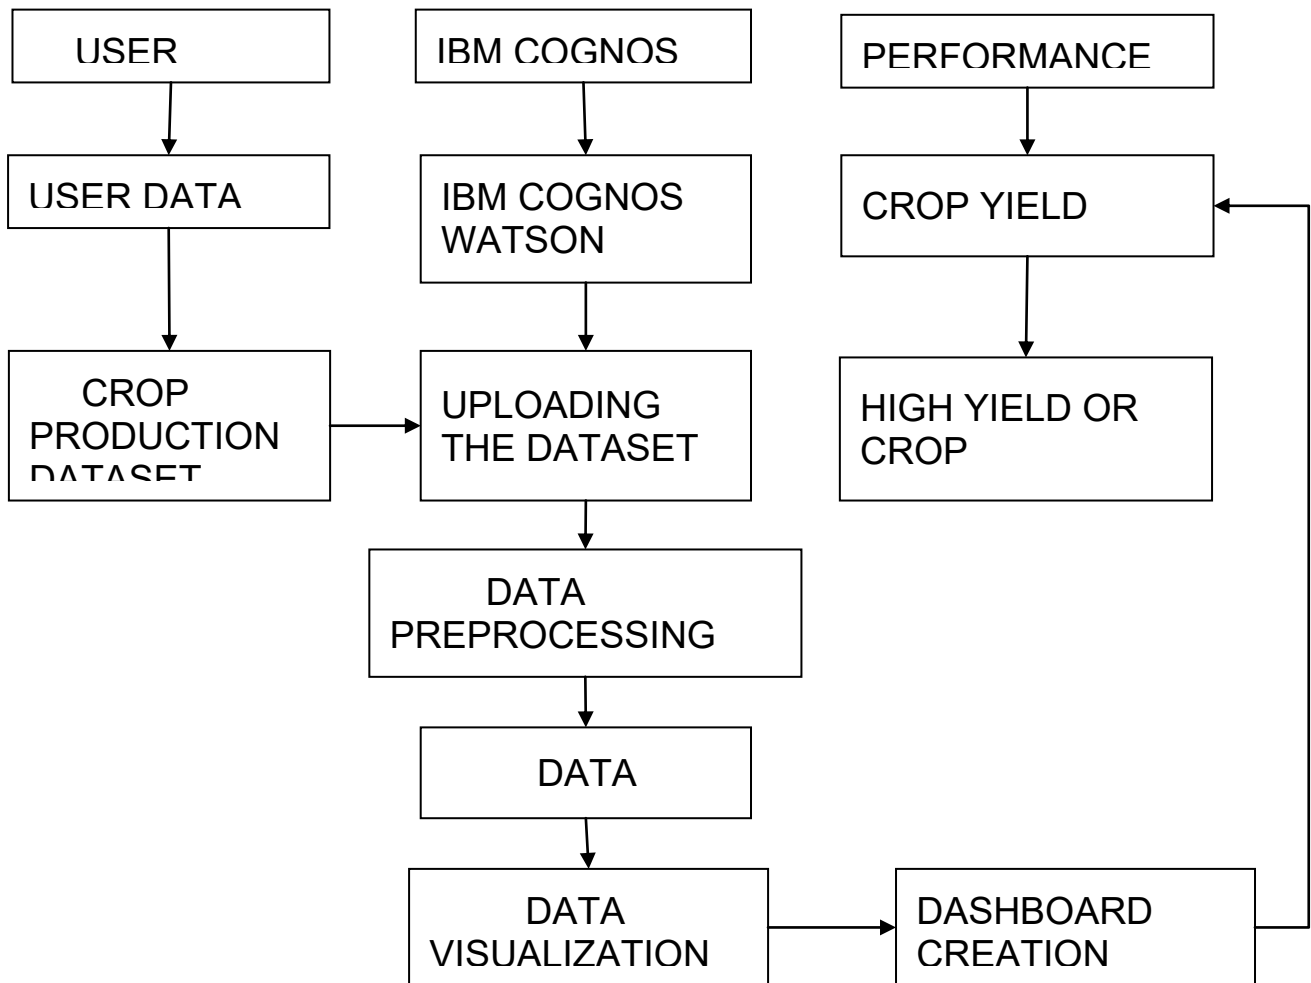 USER
IBM COGNOS
PERFORMANCE
USER DATA
IBM COGNOS
WATSON
CROP YIELD
CROP
PRODUCTION
DATASET
UPLOADING
THE DATASET
HIGH YIELD OR
CROP
DATA
PREPROCESSING
DATA
DATA
VISUALIZATION
DASHBOARD
CREATION